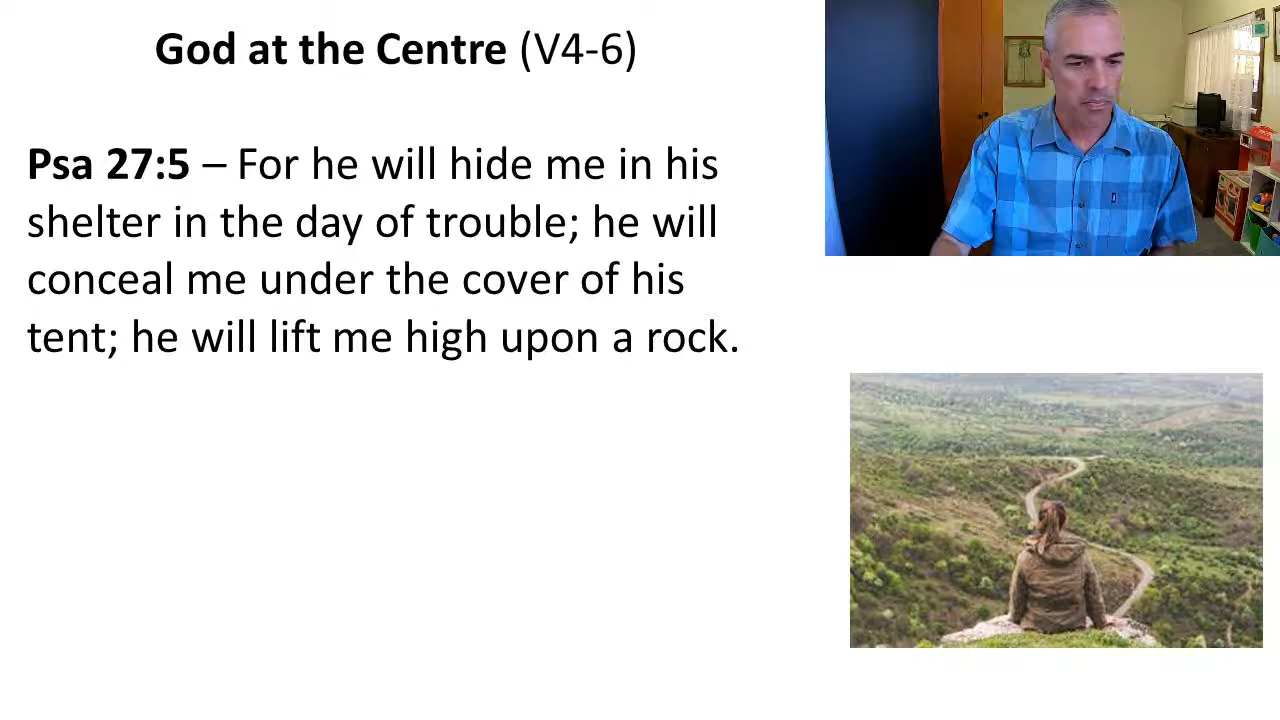 God at the Centre (V4-6)
Psa 27:5 – For he will hide me in his
shelter in the day of trouble; he will
conceal me under the cover of his
tent; he will lift me high upon a rock.